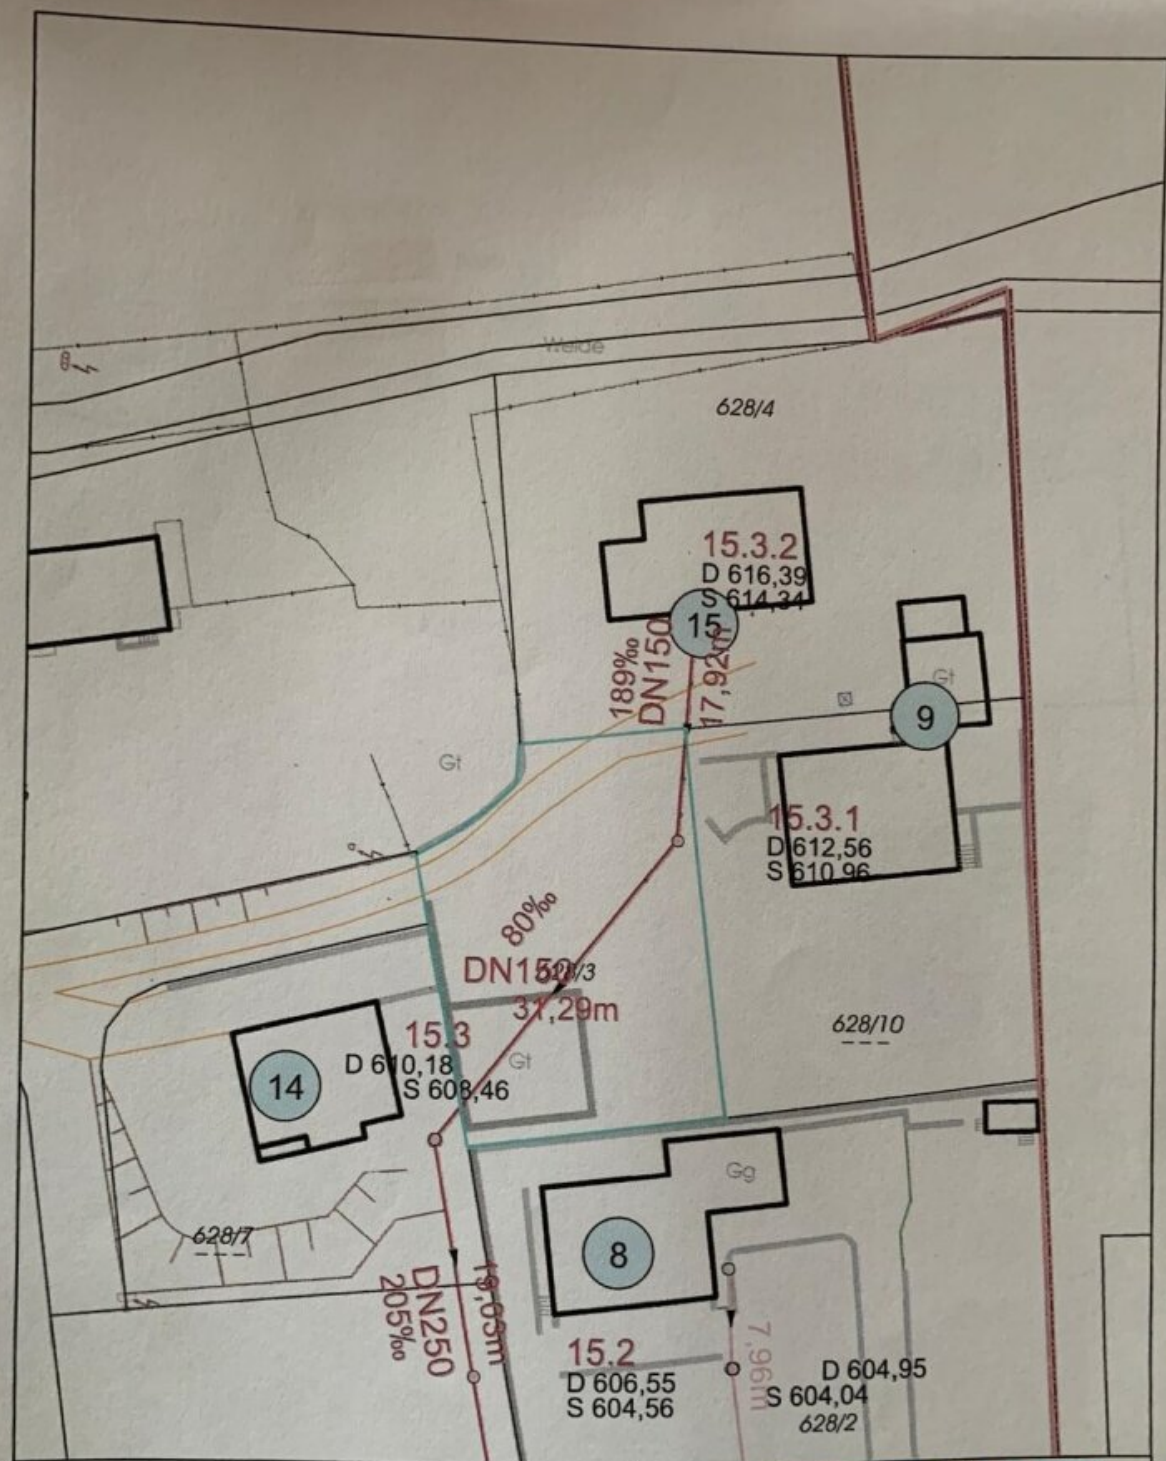 Weide
628/4
15.3.2
D 616,39
S 614,34
15
189‰
DN150
17,92m
Gt
9
Gt
15.3.1
D 612,56
S 610,96
80‰
DN150
628/3
31,29m
628/10
15.3
D 610,18
S 608,46
Gt
14
Gg
8
628/7
DN250
205‰
15.2
D 606,55
S 604,56
7,96m
D 604,95
S 604,04
628/2